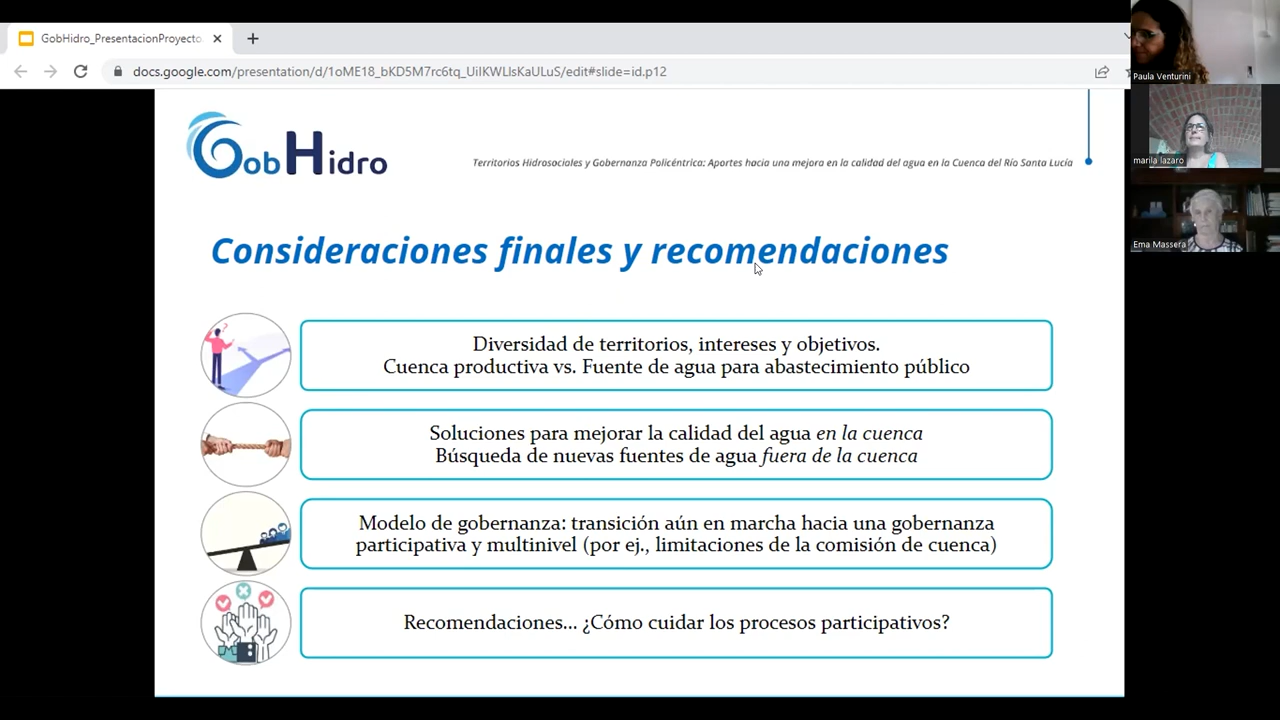 GobHidro_PresentacionProyecto
docs.google.com/presentation/d/1oME18_bKD5M7rc6tq_UiIKWLlsKaULuS/edit#slide=id.p12
Paula Venturini
marila lazaro
Ema Massera
GobHidro
Territorios Hidrosociales y Gobernanza Policéntrica: Aportes hacia una mejora en la calidad del agua en la Cuenca del Río Santa Lucía
Consideraciones finales y recomendaciones
Diversidad de territorios, intereses y objetivos.
Cuenca productiva vs. Fuente de agua para abastecimiento público
Soluciones para mejorar la calidad del agua en la cuenca
Búsqueda de nuevas fuentes de agua fuera de la cuenca
Modelo de gobernanza: transición aún en marcha hacia una gobernanza
participativa y multinivel (por ej., limitaciones de la comisión de cuenca)
Recomendaciones... ¿Cómo cuidar los procesos participativos?